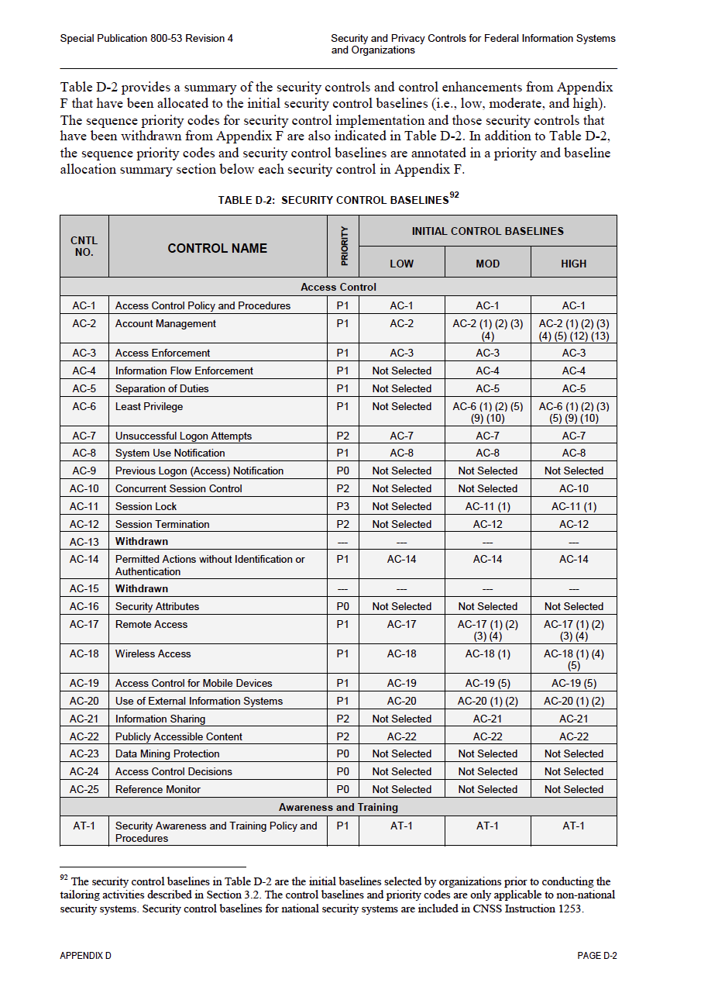 Special Publication 800-53 Revision 4 Security and Privacy Controls for Federal Information Systems
and Organizations
Table D-2 provides a summary of the security controls and control enhancements from Appendix
F that have been allocated to the initial security control baselines (i.e., low, moderate, and high).
The sequence priority codes for security control implementation and those security controls that
have been withdrawn from Appendix F are also indicated in Table D-2. In addition to Table D-2,
the sequence priority codes and security control baselines are annotated in a priority and baseline
allocation summary section below each security control in Appendix F.
TABLE D-2: SECURITY CONTROL BASELINES92
CNTL NO. CONTROL NAME PRIORITY INITIAL CONTROL BASELINES
LOW MOD HIGH
Access Control
AC-1 Access Control Policy and Procedures P1 AC-1 AC-1 AC-1
AC-2 Account Management P1 AC-2 AC-2 (1) (2) (3) AC-2 (1) (2) (3)
(4) (4) (5) (12) (13)
AC-3 Access Enforcement P1 AC-3 AC-3 AC-3
AC-4 Information Flow Enforcement P1 Not Selected AC-4 AC-4
AC-5 Separation of Duties P1 Not Selected AC-5 AC-5
AC-6 Least Privilege P1 Not Selected AC-6 (1) (2) (5) AC-6 (1) (2) (3)
(9) (10) (5) (9) (10)
AC-7 Unsuccessful Logon Attempts P2 AC-7 AC-7 AC-7
AC-8 System Use Notification P1 AC-8 AC-8 AC-8
AC-9 Previous Logon (Access) Notification P0 Not Selected Not Selected Not Selected
AC-10 Concurrent Session Control P2 Not Selected Not Selected AC-10
AC-11 Session Lock P3 Not Selected AC-11 (1) AC-11 (1)
AC-12 Session Termination P2 Not Selected AC-12 AC-12
AC-13 Withdrawn --- --- --- ---
AC-14 Permitted Actions without Identification or P1 AC-14 AC-14 AC-14
Authentication
AC-15 Withdrawn --- --- --- ---
AC-16 Security Attributes P0 Not Selected Not Selected Not Selected
AC-17 Remote Access P1 AC-17 AC-17 (1) (2) AC-17 (1) (2)
(3) (4) (3) (4)
AC-18 Wireless Access P1 AC-18 AC-18 (1) AC-18 (1) (4)
(5)
AC-19 Access Control for Mobile Devices P1 AC-19 AC-19 (5) AC-19 (5)
AC-20 Use of External Information Systems P1 AC-20 AC-20 (1) (2) AC-20 (1) (2)
AC-21 Information Sharing P2 Not Selected AC-21 AC-21
AC-22 Publicly Accessible Content P2 AC-22 AC-22 AC-22
AC-23 Data Mining Protection P0 Not Selected Not Selected Not Selected
AC-24 Access Control Decisions P0 Not Selected Not Selected Not Selected
AC-25 Reference Monitor P0 Not Selected Not Selected Not Selected
Awareness and Training
AT-1 Security Awareness and Training Policy and P1 AT-1 AT-1 AT-1
Procedures
92 The security control baselines in Table D-2 are the initial baselines selected by organizations prior to conducting the
tailoring activities described in Section 3.2. The control baselines and priority codes are only applicable to non-national
security systems. Security control baselines for national security systems are included in CNSS Instruction 1253.
APPENDIX D PAGE D-2